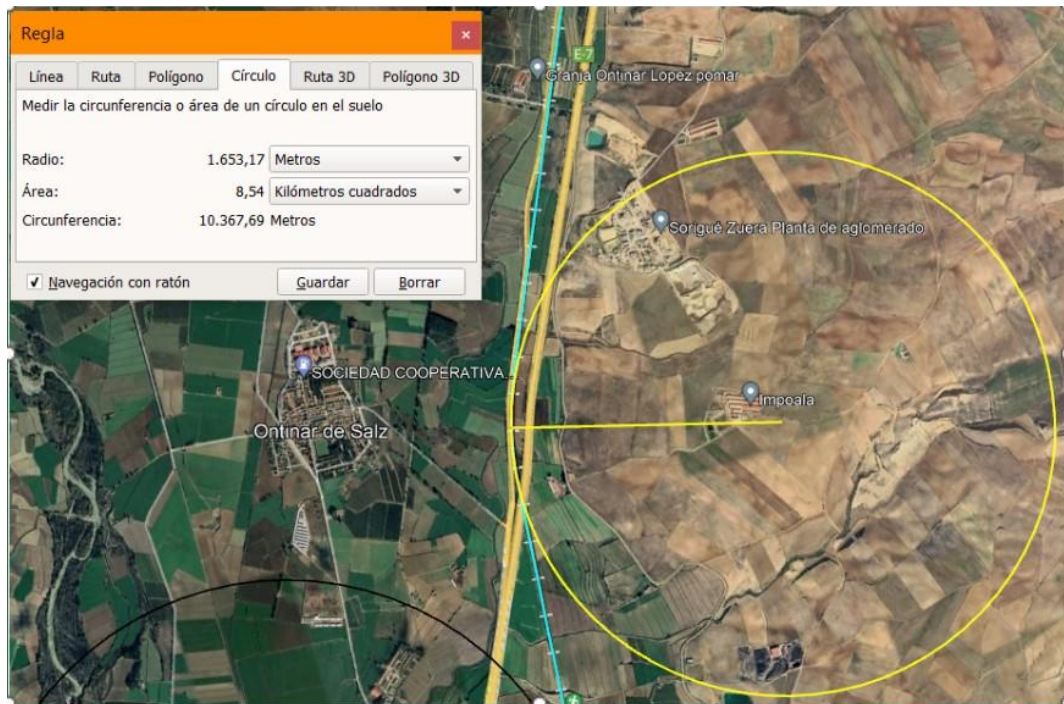 Regla
Línea Ruta Polígono Círculo Ruta 3D Polígono 3D
Medir la circunferencia o área de un círculo en el suelo
Radio: 1.653,17 Metros
Área: 8,54 Kilómetros cuadrados
Circunferencia: 10.367,69 Metros
Navegación con ratón Guardar Borrar
E-7
Granja Ontinar Lopez pomar
Sorigué Zuera Planta de aglomerado
SOCIEDAD COOPERATIVA...
Impoala
Ontinar de Salz